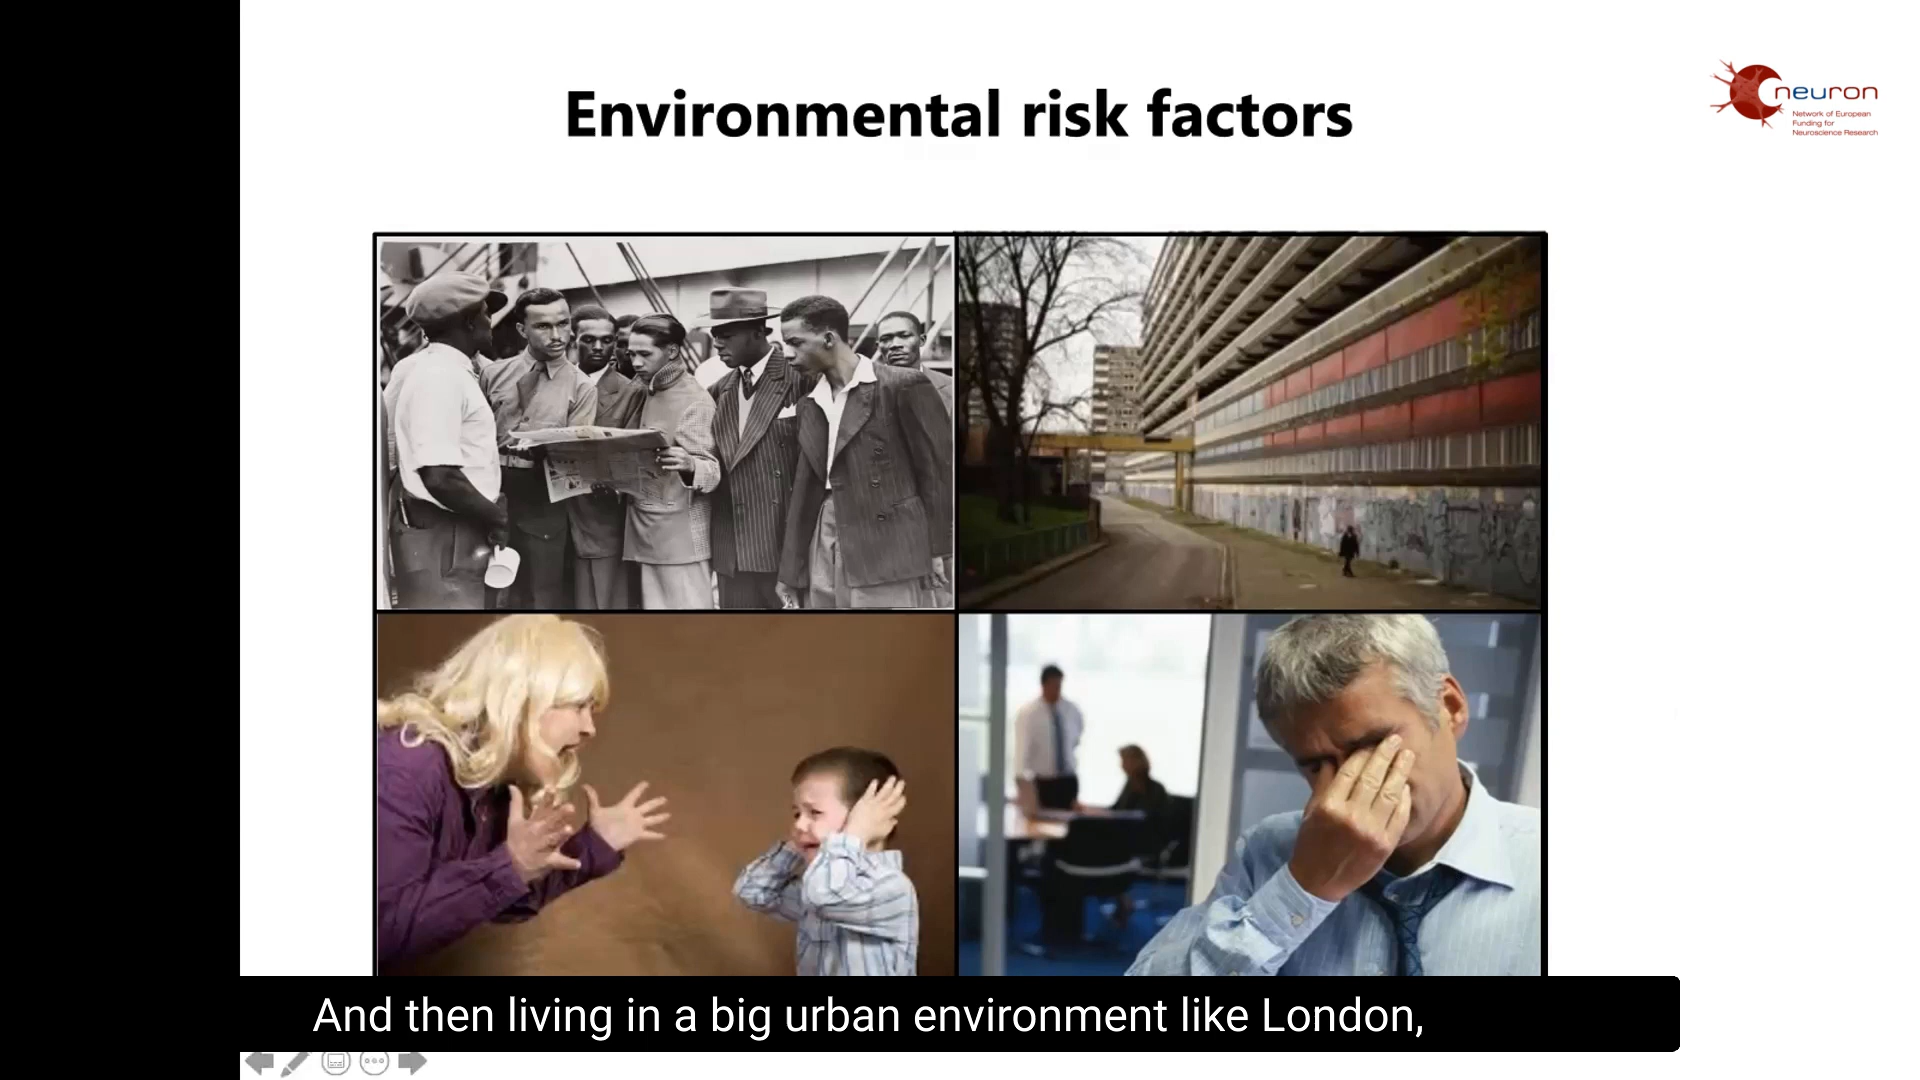 Environmental risk factors
neuron
Network of European
Funding for
Neuroscience Research
And then living in a big urban environment like London,